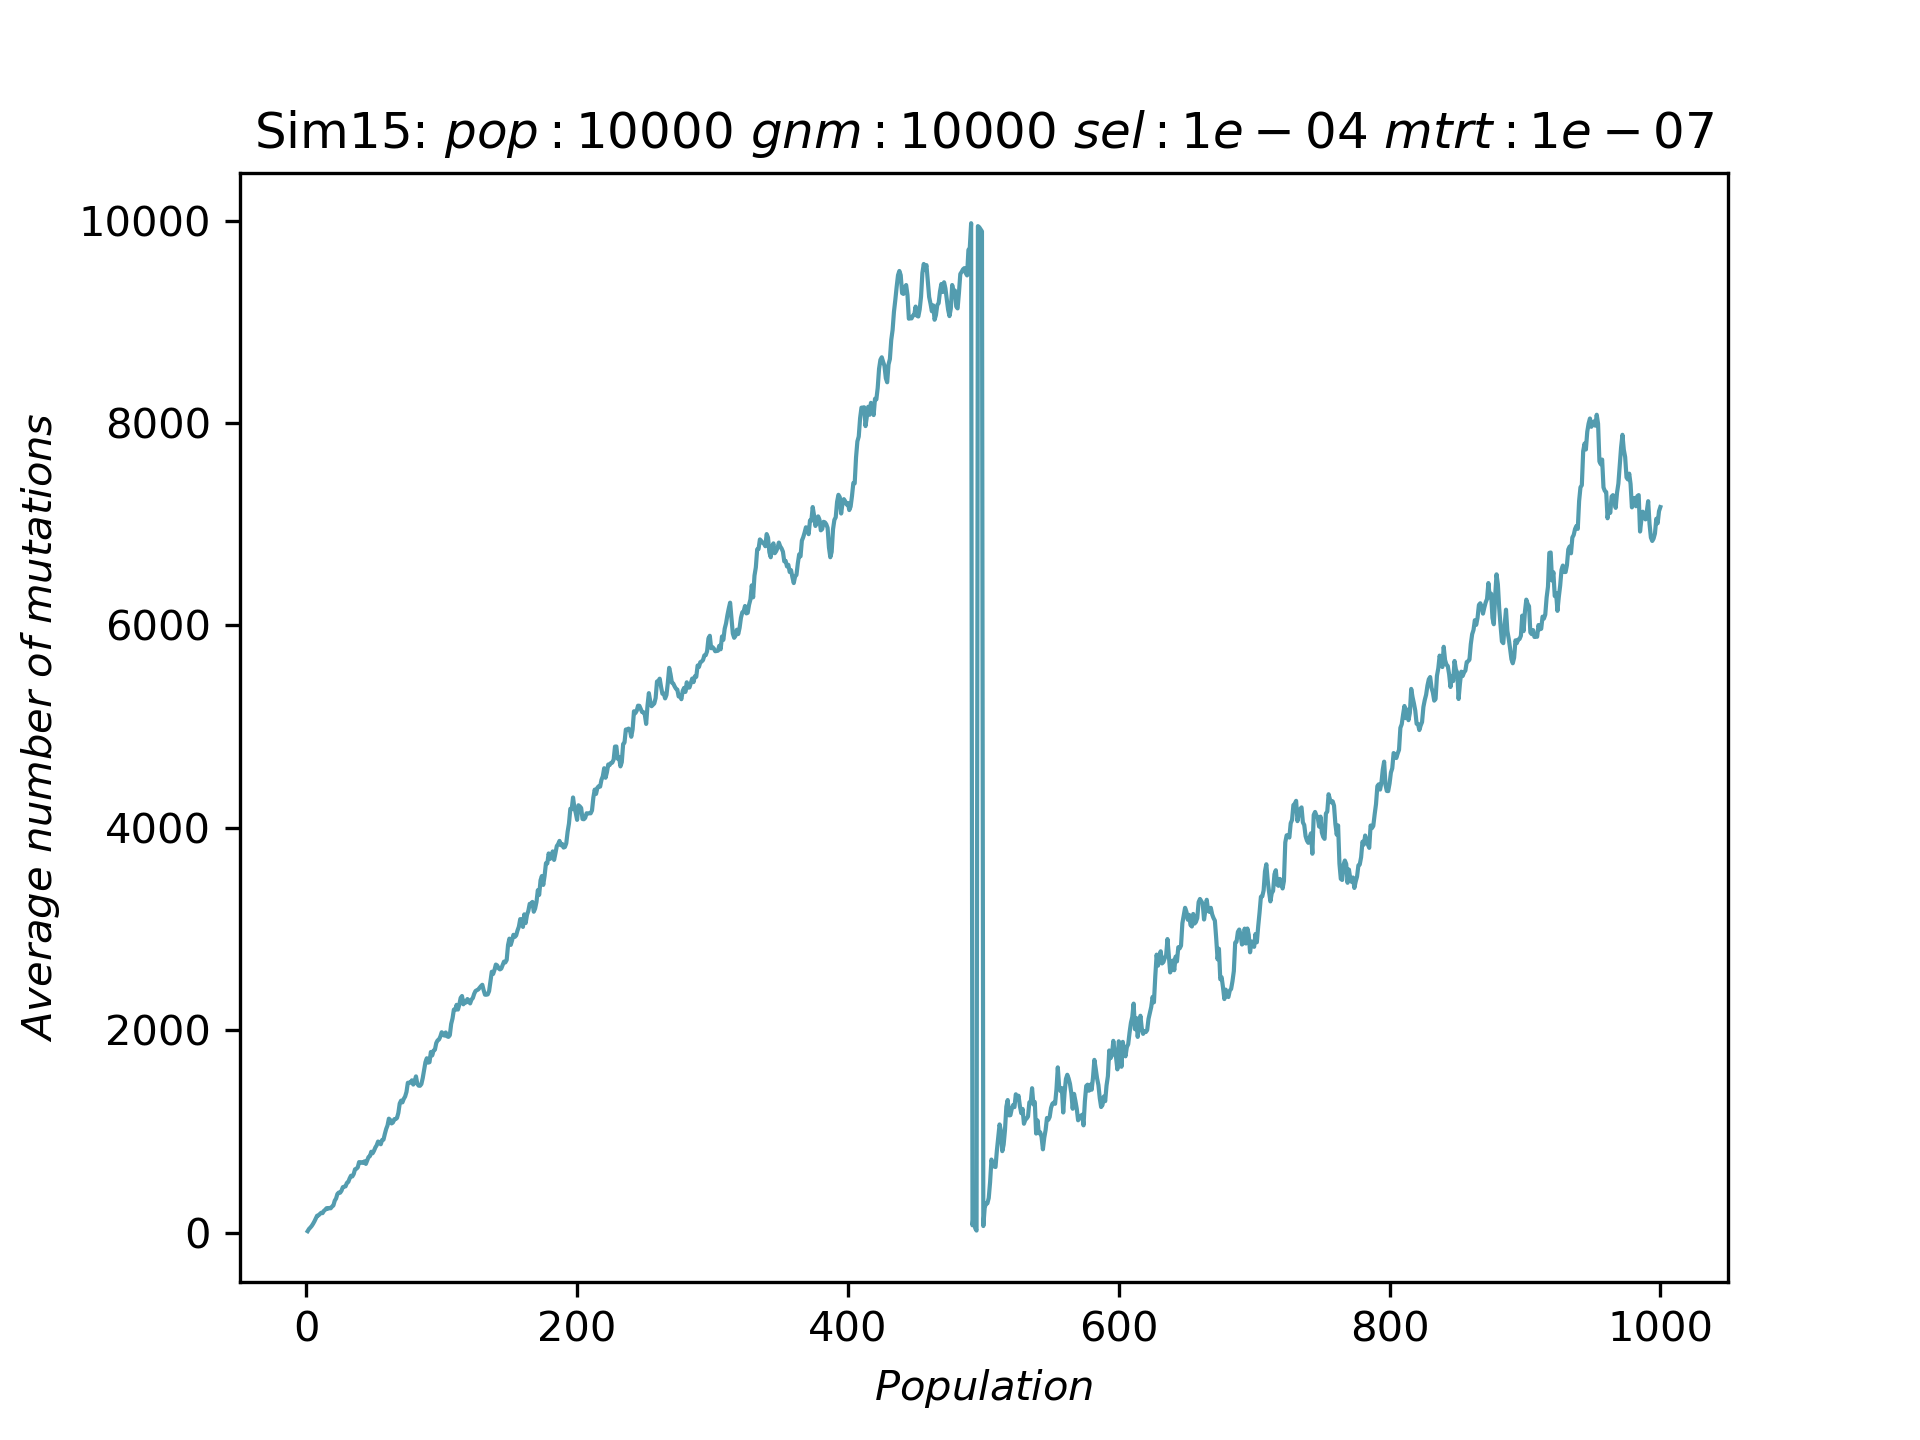 Sim15: pop : 10000 gnm : 10000 sel : 1e − 04 mtrt : 1e − 07
Average number of mutations
10000
8000
6000
4000
2000
0
0 200 400 600 800 1000
Population